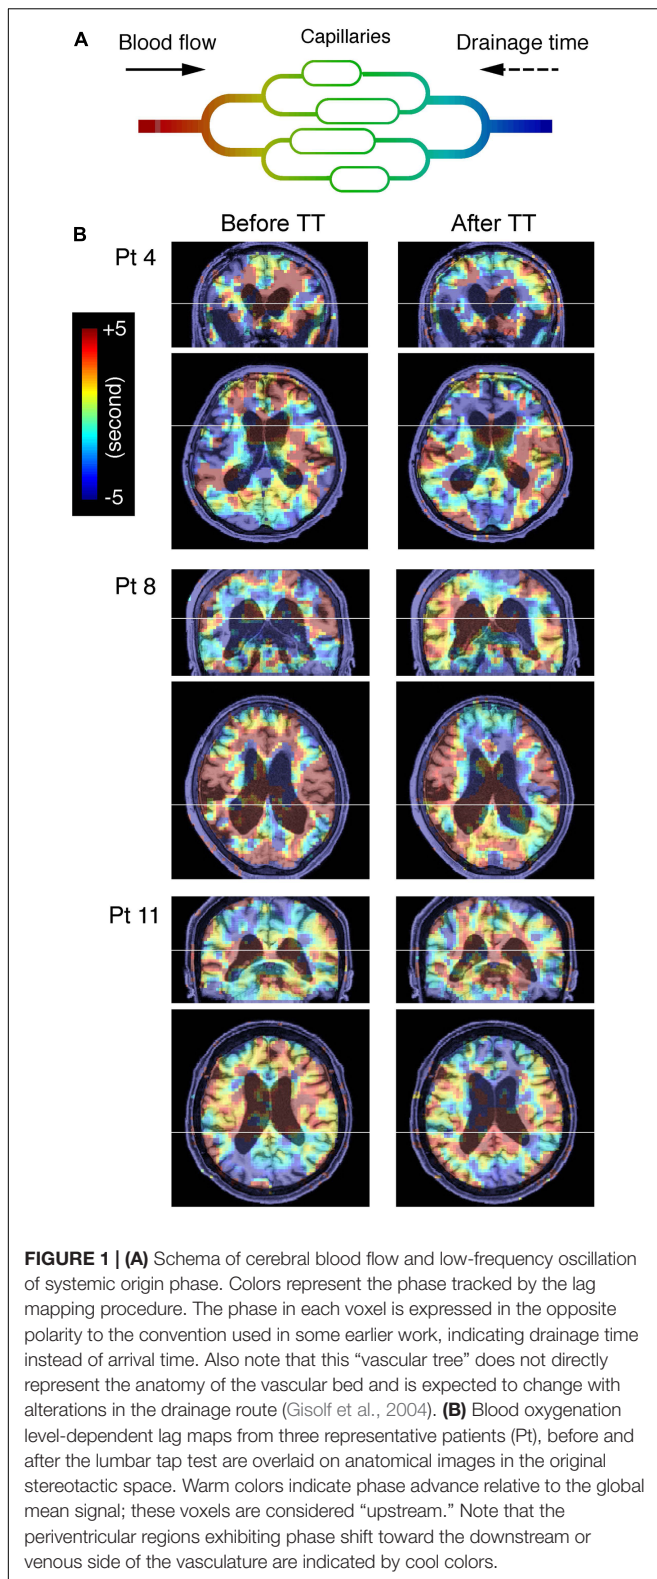 A
Blood flow
Capillaries
Drainage time
B
Before TT
After TT
Pt 4
+5
(second)
-5
Pt 8
Pt 11
FIGURE 1 | (A) Schema of cerebral blood flow and low-frequency oscillation
of systemic origin phase. Colors represent the phase tracked by the lag
mapping procedure. The phase in each voxel is expressed in the opposite
polarity to the convention used in some earlier work, indicating drainage time
instead of arrival time. Also note that this “vascular tree” does not directly
represent the anatomy of the vascular bed and is expected to change with
alterations in the drainage route (Gisolf et al., 2004). (B) Blood oxygenation
level-dependent lag maps from three representative patients (Pt), before and
after the lumbar tap test are overlaid on anatomical images in the original
stereotactic space. Warm colors indicate phase advance relative to the global
mean signal; these voxels are considered “upstream.” Note that the
periventricular regions exhibiting phase shift toward the downstream or
venous side of the vasculature are indicated by cool colors.